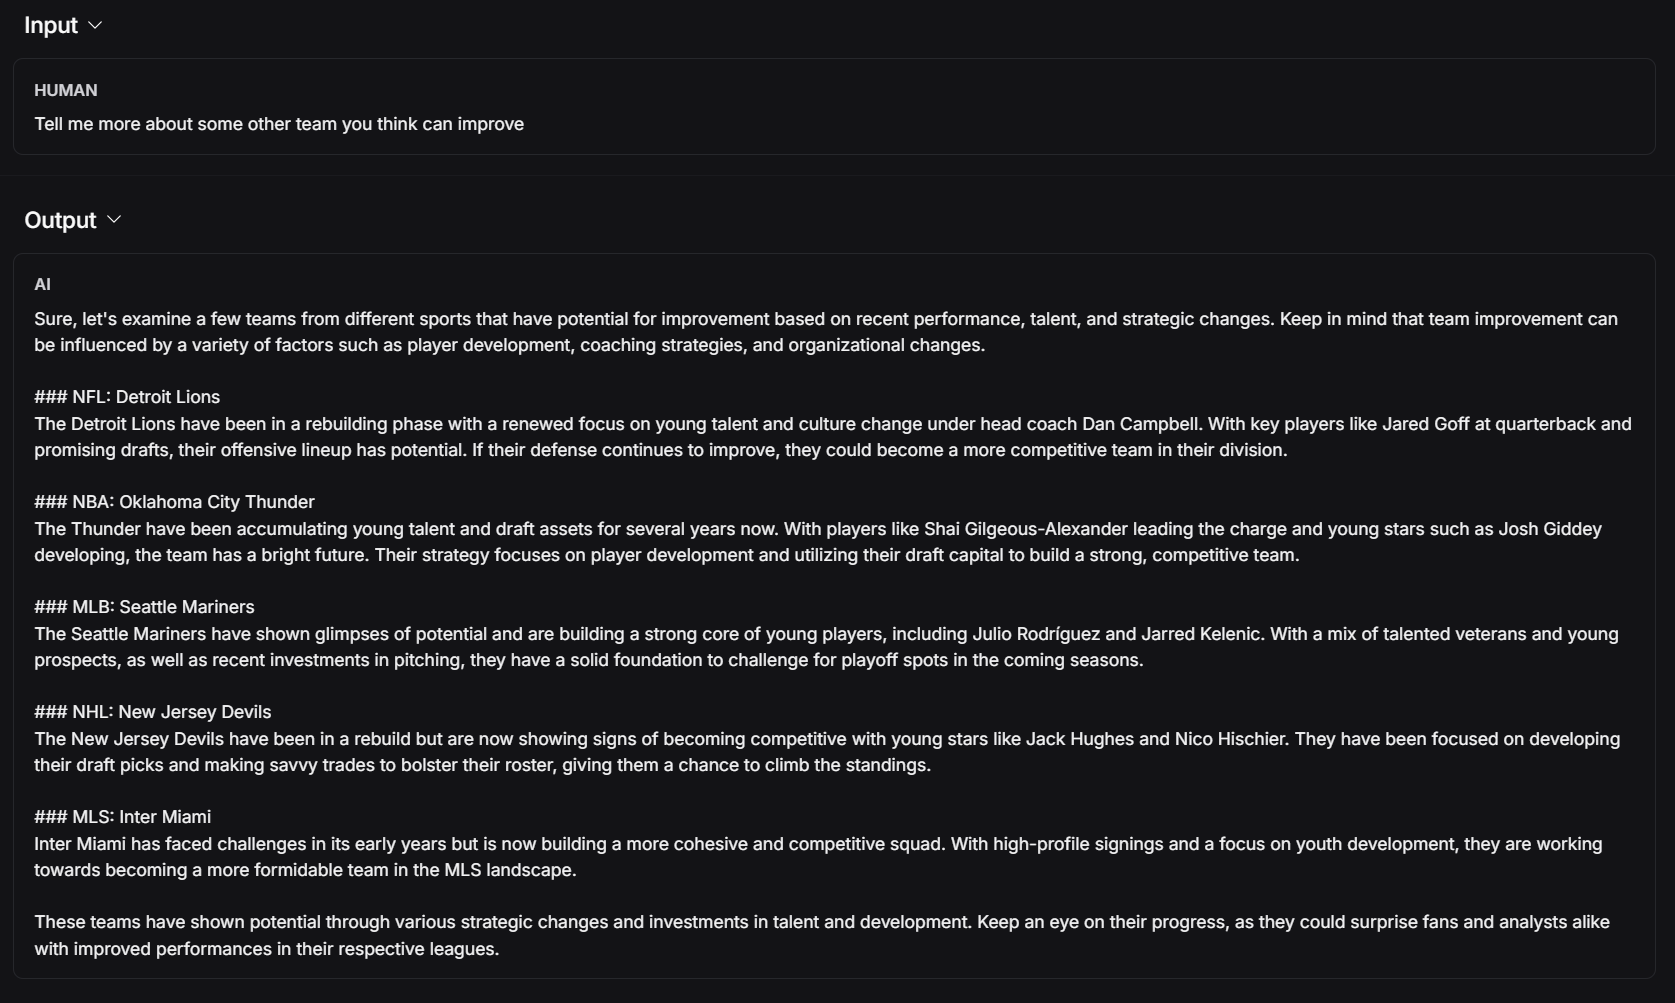 Input
HUMAN
Tell me more about some other team you think can improve
Output
AI
Sure, let's examine a few teams from different sports that have potential for improvement based on recent performance, talent, and strategic changes. Keep in mind that team improvement can
be influenced by a variety of factors such as player development, coaching strategies, and organizational changes.
### NFL: Detroit Lions
The Detroit Lions have been in a rebuilding phase with a renewed focus on young talent and culture change under head coach Dan Campbell. With key players like Jared Goff at quarterback and
promising drafts, their offensive lineup has potential. If their defense continues to improve, they could become a more competitive team in their division.
### NBA: Oklahoma City Thunder
The Thunder have been accumulating young talent and draft assets for several years now. With players like Shai Gilgeous-Alexander leading the charge and young stars such as Josh Giddey
developing, the team has a bright future. Their strategy focuses on player development and utilizing their draft capital to build a strong, competitive team.
### MLB: Seattle Mariners
The Seattle Mariners have shown glimpses of potential and are building a strong core of young players, including Julio Rodríguez and Jarred Kelenic. With a mix of talented veterans and young
prospects, as well as recent investments in pitching, they have a solid foundation to challenge for playoff spots in the coming seasons.
### NHL: New Jersey Devils
The New Jersey Devils have been in a rebuild but are now showing signs of becoming competitive with young stars like Jack Hughes and Nico Hischier. They have been focused on developing
their draft picks and making savvy trades to bolster their roster, giving them a chance to climb the standings.
### MLS: Inter Miami
Inter Miami has faced challenges in its early years but is now building a more cohesive and competitive squad. With high-profile signings and a focus on youth development, they are working
towards becoming a more formidable team in the MLS landscape.
These teams have shown potential through various strategic changes and investments in talent and development. Keep an eye on their progress, as they could surprise fans and analysts alike
with improved performances in their respective leagues.